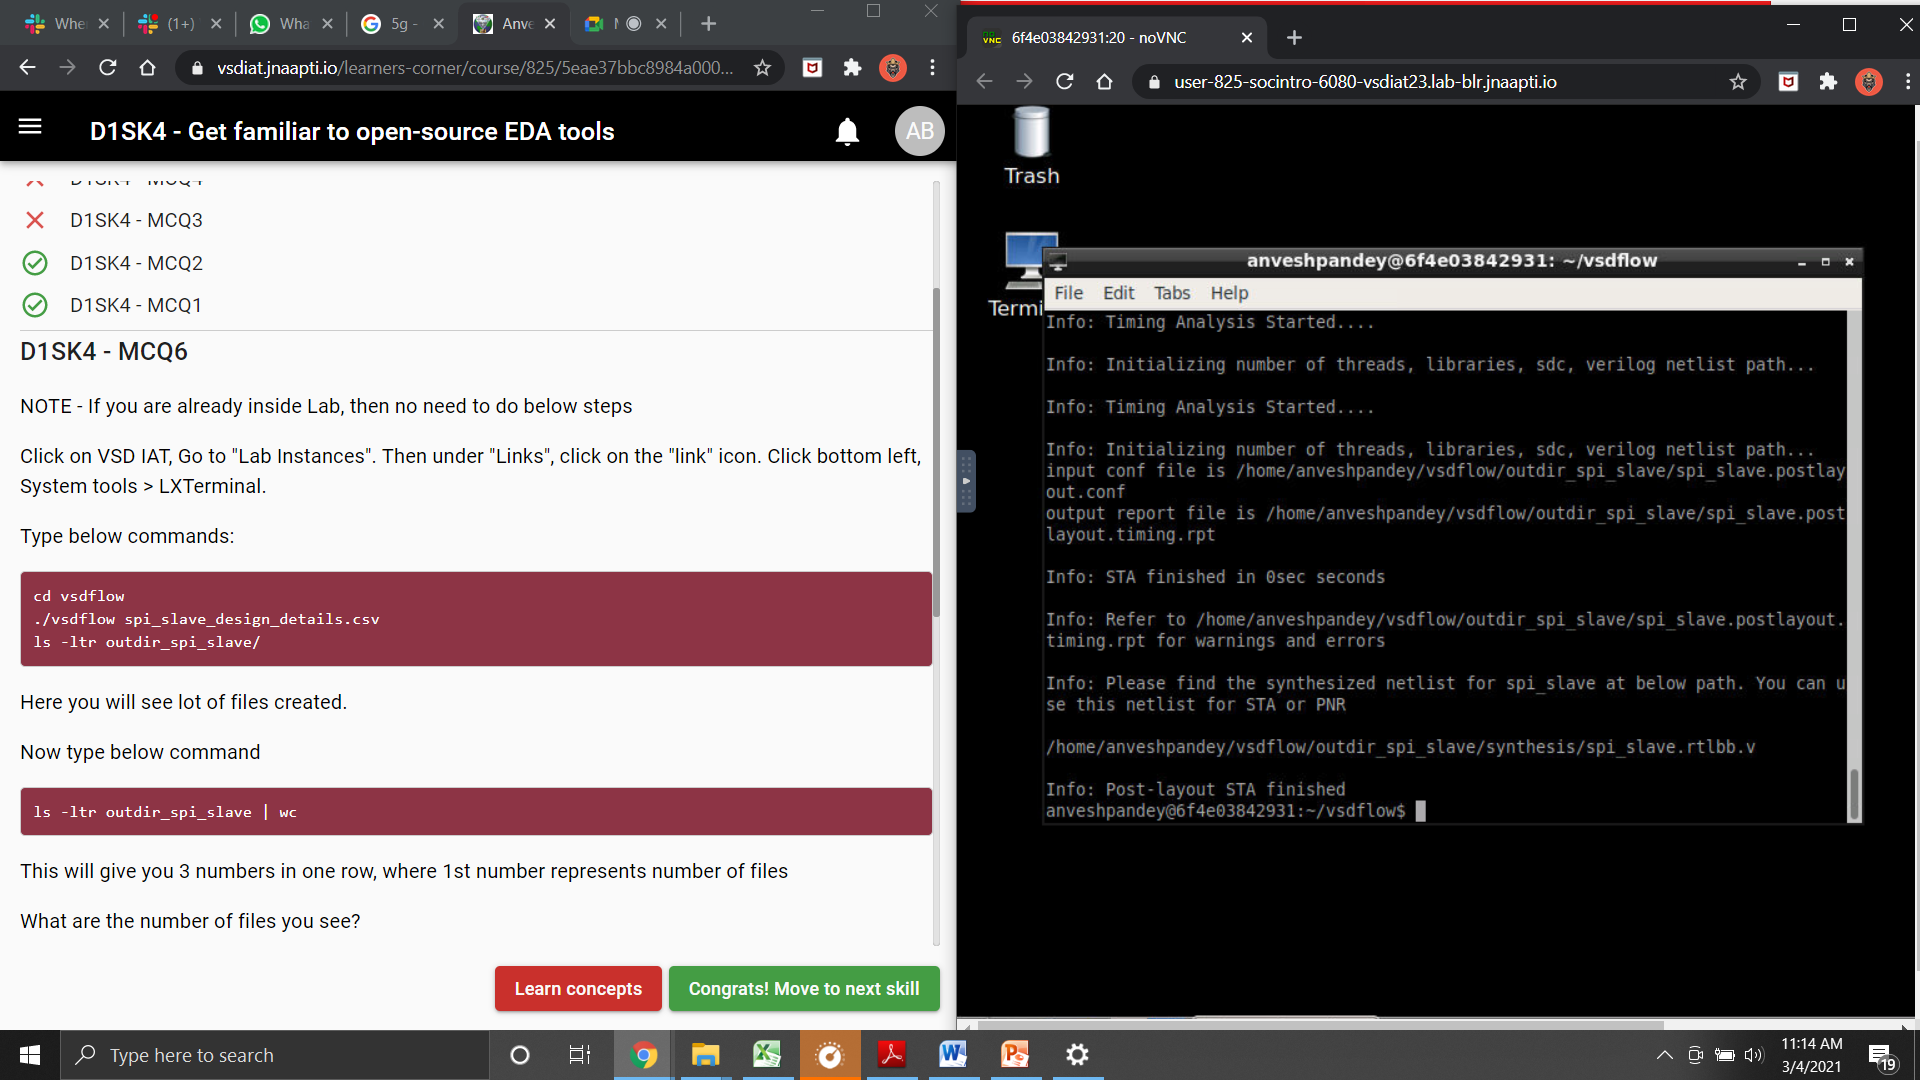 Whe
(1+)
Wha
5g -
Anve
vsdiat.jnaapti.io/learners-corner/course/825/5eae37bbc8984a000...
D1SK4 - Get familiar to open-source EDA tools
AB
D1SK4 - MCQ4
D1SK4 - MCQ3
D1SK4 - MCQ2
D1SK4 - MCQ1
D1SK4 - MCQ6
NOTE - If you are already inside Lab, then no need to do below steps
Click on VSD IAT, Go to "Lab Instances". Then under "Links", click on the "link" icon. Click bottom left,
System tools > LXTerminal.
Type below commands:
cd vsdflow
./vsdflow spi_slave_design_details.csv
ls -ltr outdir_spi_slave/
Here you will see lot of files created.
Now type below command
ls -ltr outdir_spi_slave | wc
This will give you 3 numbers in one row, where 1st number represents number of files
What are the number of files you see?
Learn concepts
Congrats! Move to next skill
VNC
6f4e03842931:20 - noVNC
user-825-socintro-6080-vsdiat23.lab-blr.jnaapti.io
Trash
Termi
anveshpandey@6f4e03842931: ~/vsdflow
File Edit Tabs Help
Info: Timing Analysis Started....
Info: Initializing number of threads, libraries, sdc, verilog netlist path...
Info: Timing Analysis Started....
Info: Initializing number of threads, libraries, sdc, verilog netlist path...
input conf file is /home/anveshpandey/vsdflow/outdir_spi_slave/spi_slave.postlay
out.conf
output report file is /home/anveshpandey/vsdflow/outdir_spi_slave/spi_slave.post
layout.timing.rpt
Info: STA finished in 0sec seconds
Info: Refer to /home/anveshpandey/vsdflow/outdir_spi_slave/spi_slave.postlayout.
timing.rpt for warnings and errors
Info: Please find the synthesized netlist for spi_slave at below path. You can u
se this netlist for STA or PNR
/home/anveshpandey/vsdflow/outdir_spi_slave/synthesis/spi_slave.rtlbb.v
Info: Post-layout STA finished
anveshpandey@6f4e03842931:~/vsdflow$
Type here to search
11:14 AM
3/4/2021
19